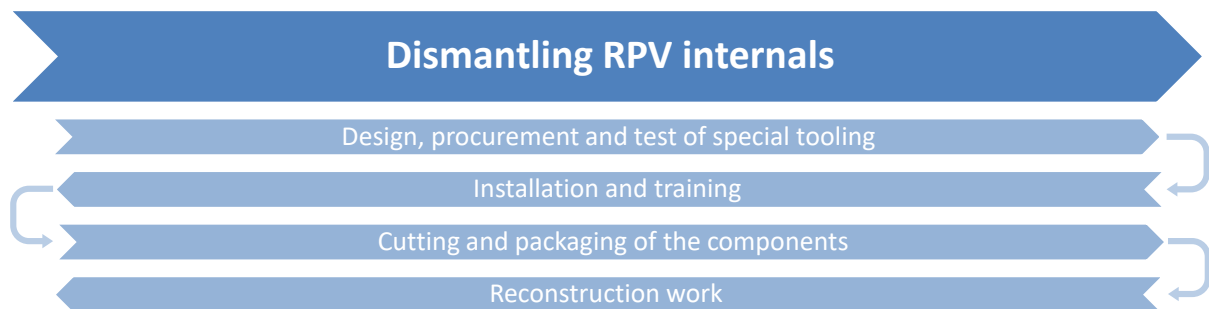 Dismantling RPV internals
Design, procurement and test of special tooling
Installation and training
Cutting and packaging of the components
Reconstruction work